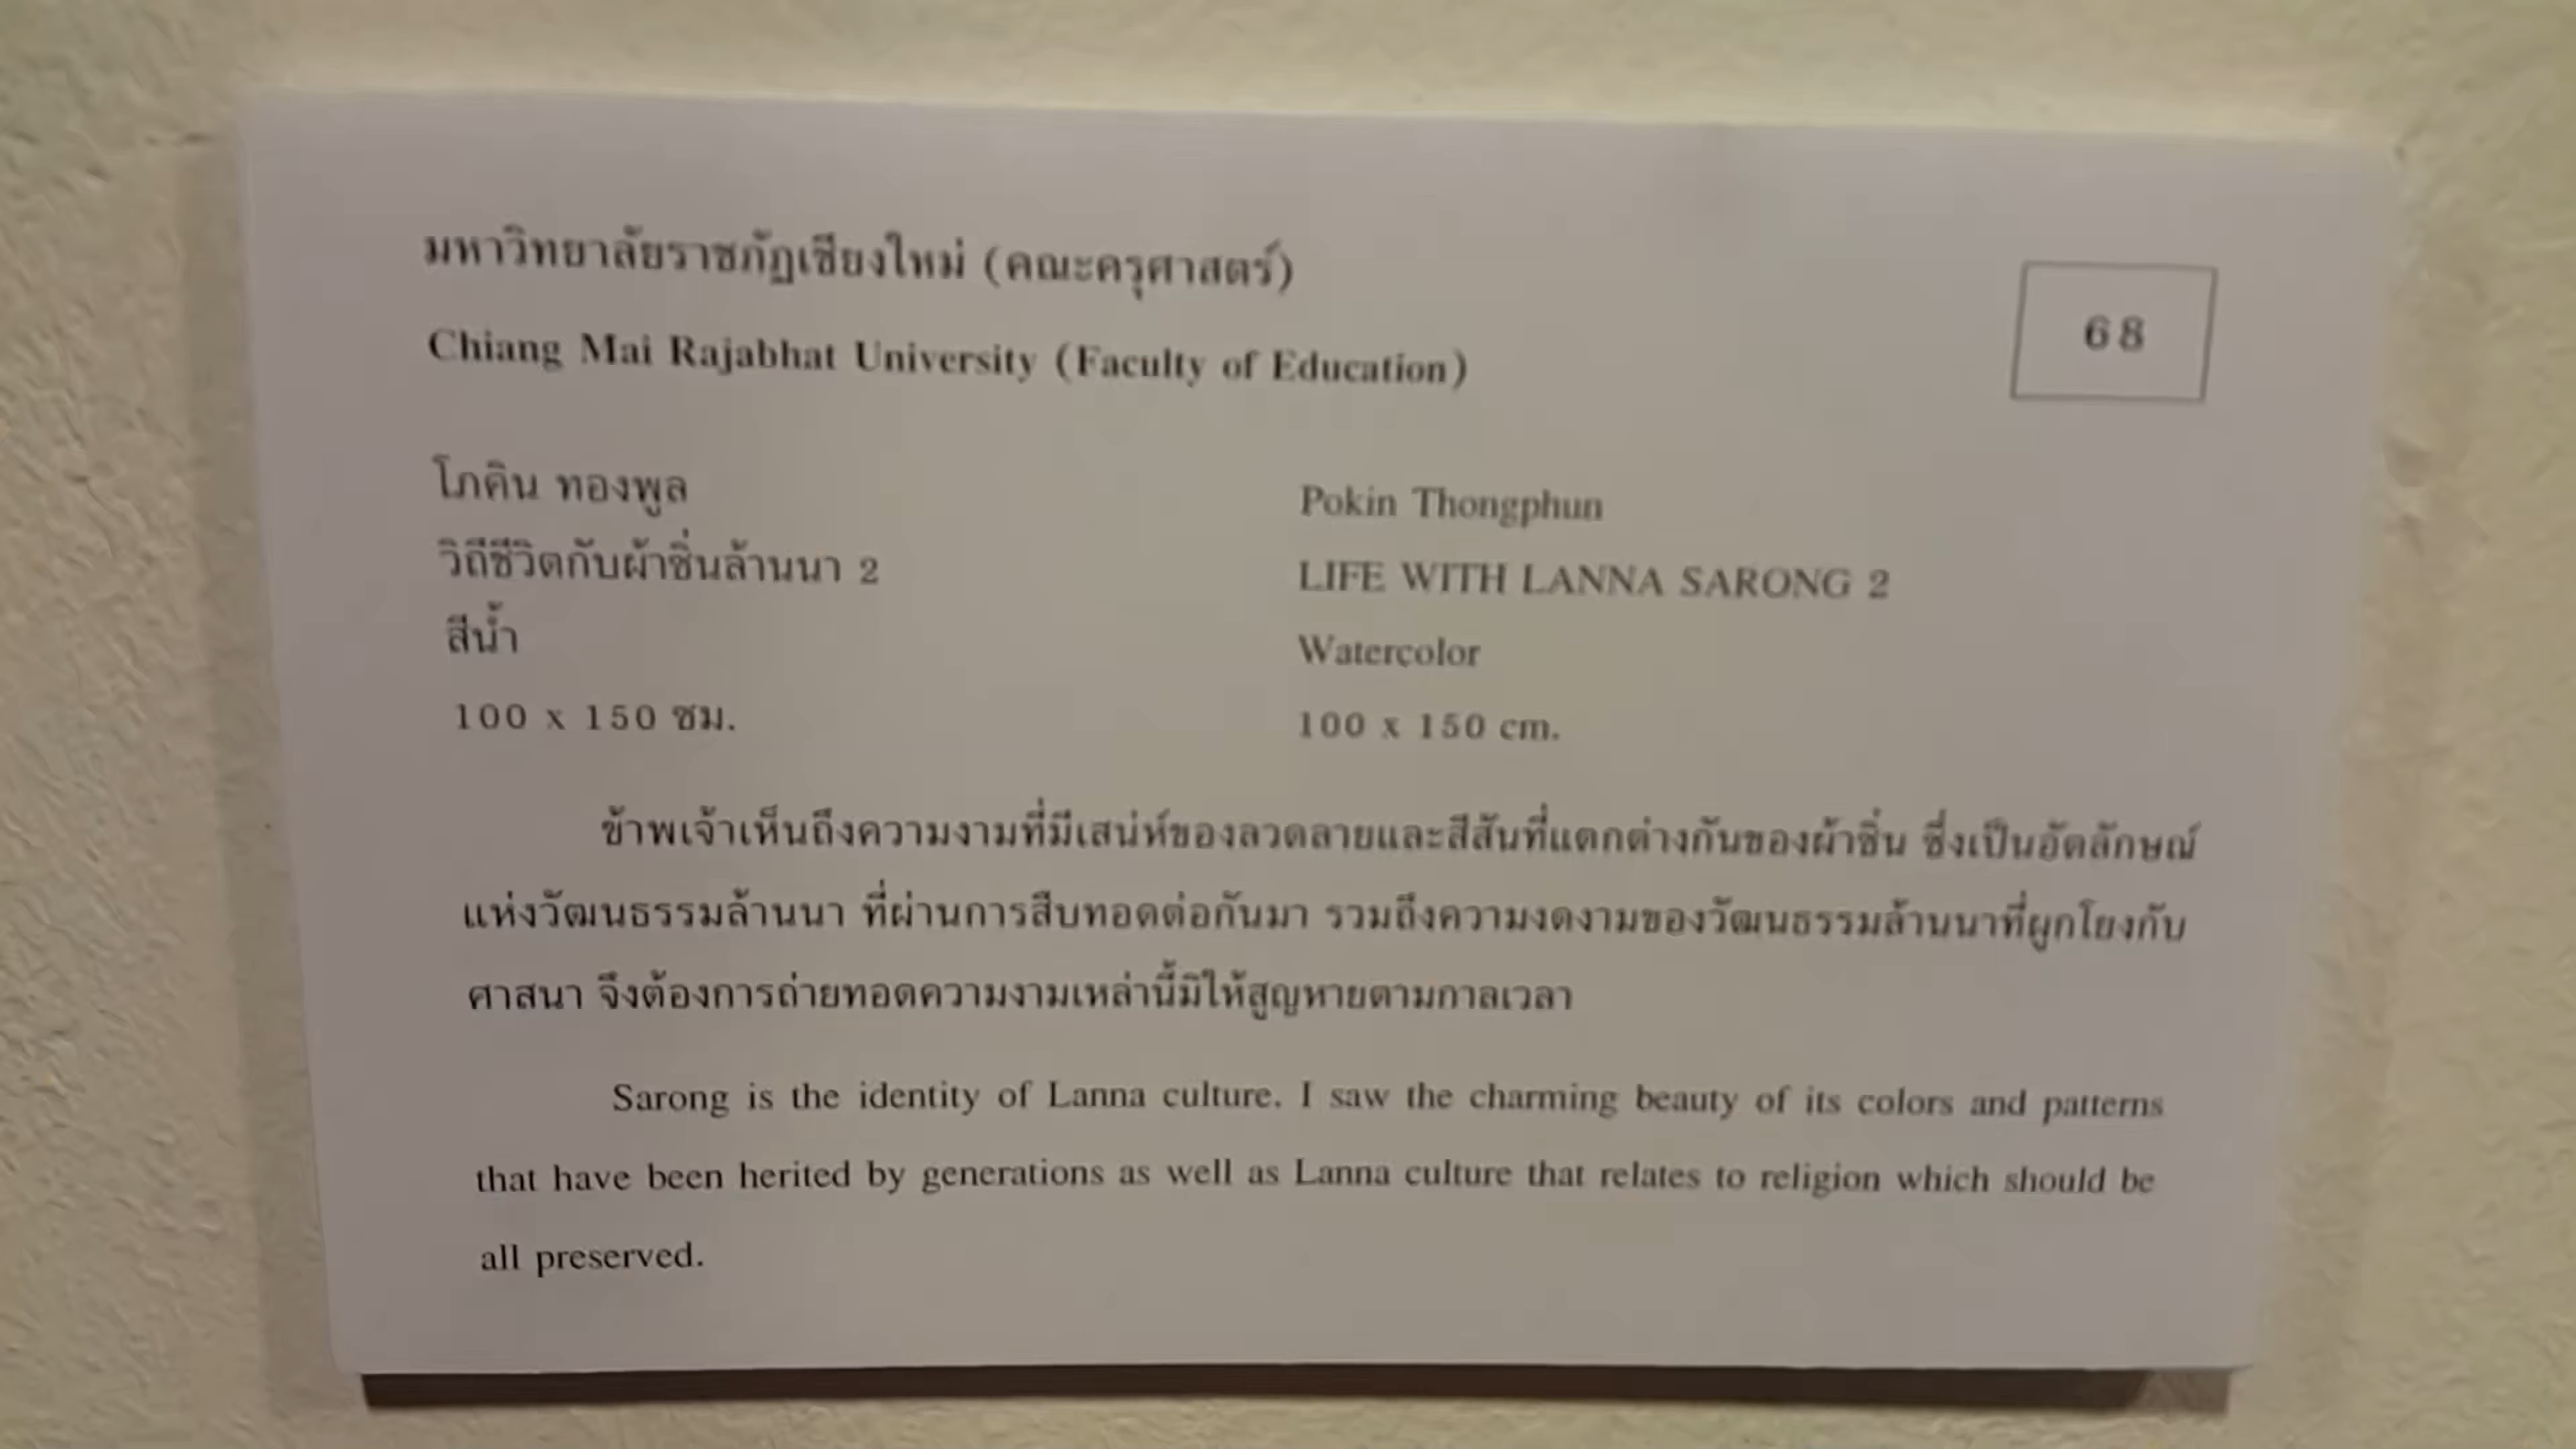 มหาวิทยาลัยราชภัฏเชียงใหม่ (คณะครุศาสตร์)
68
Chiang Mai Rajabhat University (Faculty of Education)
โภคิน ทองพูล
Pokin Thongphun
วิถีชีวิตกับผ้าซิ่นล้านนา 2
LIFE WITH LANNA SARONG 2
สีน้ำ
Watercolor
100 x 150 ซม.
100 x 150 cm.
ข้าพเจ้าเห็นถึงความงามที่มีเสน่ห์ของลวดลายและสีสันที่แตกต่างกันของผ้าซิ่น ซึ่งเป็นอัตลักษณ์
แห่งวัฒนธรรมล้านนา ที่ผ่านการสืบทอดต่อกันมา รวมถึงความงดงามของวัฒนธรรมล้านนาที่ผูกโยงกับ
ศาสนา จึงต้องการถ่ายทอดความงามเหล่านี้มิให้สูญหายตามกาลเวลา
Sarong is the identity of Lanna culture. I saw the charming beauty of its colors and patterns
that have been herited by generations as well as Lanna culture that relates to religion which should be
all preserved.